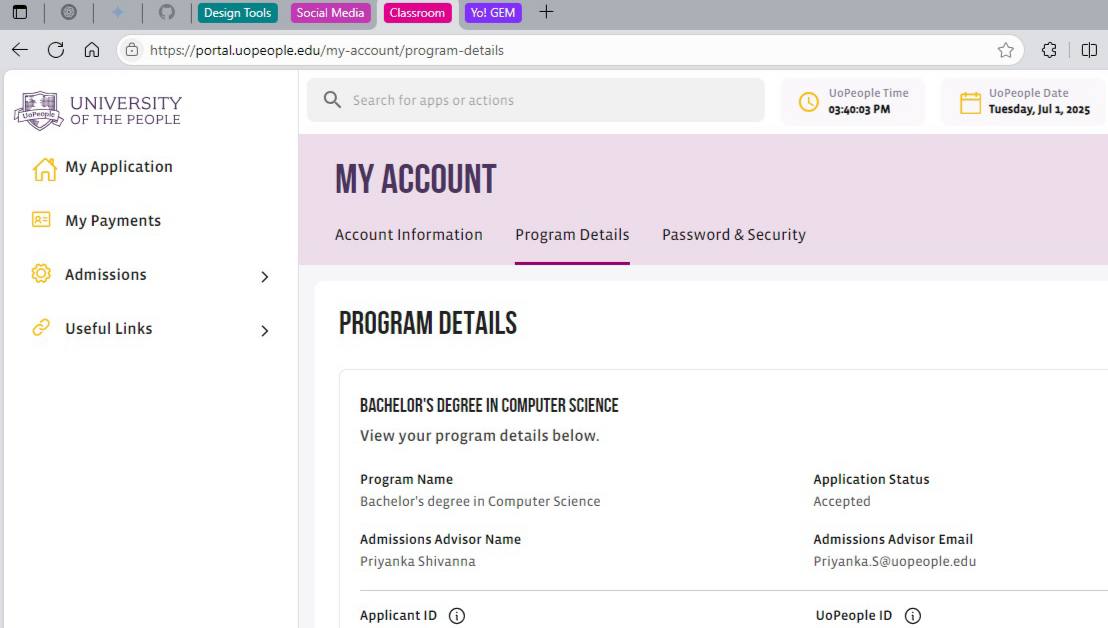 Design Tools Social Media Classroom Yo! GEM
https://portal.uopeople.edu/my-account/program-details
UoPeople
UNIVERSITY
OF THE PEOPLE
Search for apps or actions
UoPeople Time
03:40:03 PM
UoPeople Date
Tuesday, Jul 1, 2025
My Application
My Payments
Admissions
Useful Links
MY ACCOUNT
Account Information Program Details Password & Security
PROGRAM DETAILS
BACHELOR'S DEGREE IN COMPUTER SCIENCE
View your program details below.
Program Name
Bachelor's degree in Computer Science
Application Status
Accepted
Admissions Advisor Name
Priyanka Shivanna
Admissions Advisor Email
Priyanka.S@uopeople.edu
Applicant ID
UoPeople ID